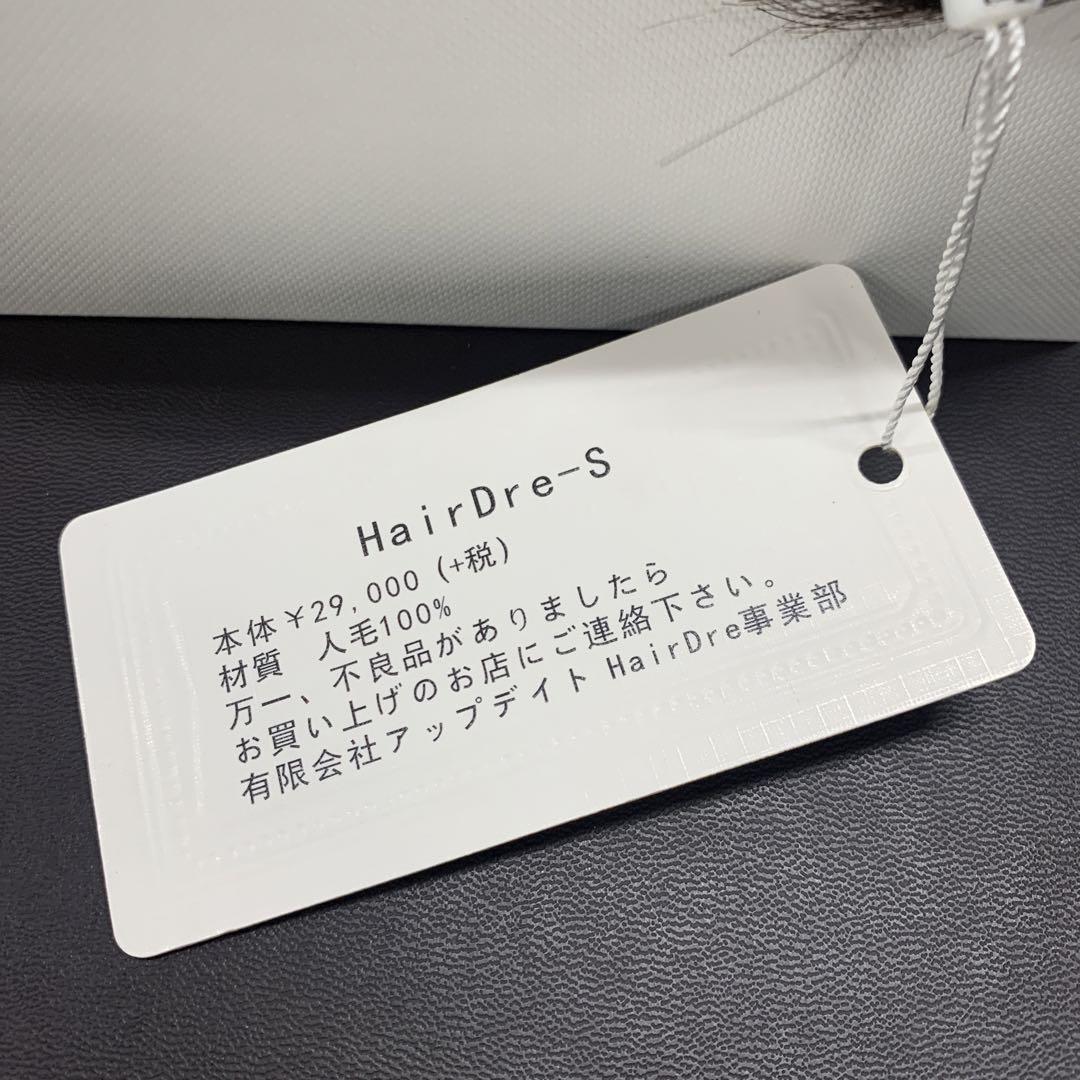 HairDre-S
本体￥29,000 (+税)
材質　人毛100%
万一、不良品がありましたら
お買い上げのお店にご連絡下さい。
有限会社アップデイト HairDre事業部